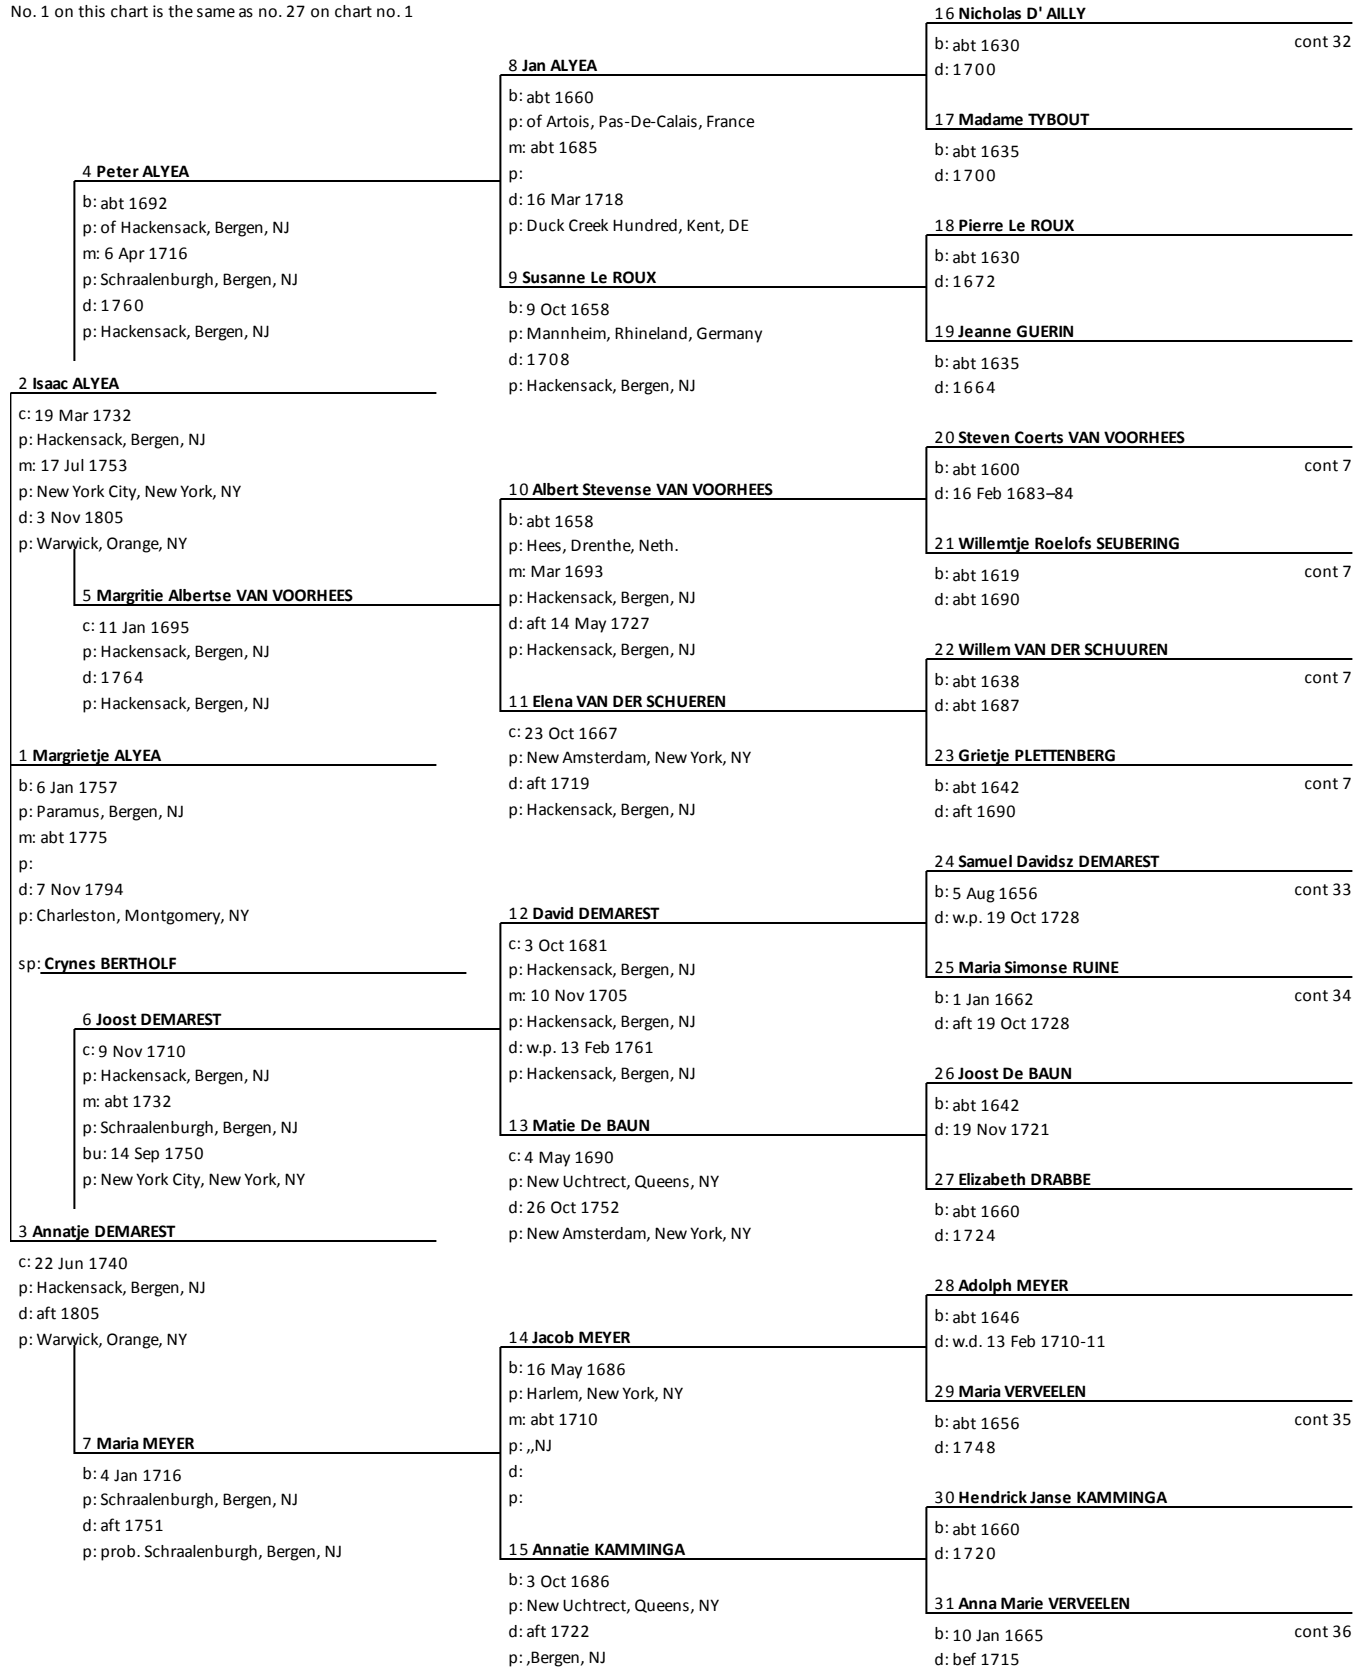 No. 1 on this chart is the same as no. 27 on chart no. 1
16 Nicholas D' AILLY
b: abt 1630
cont 32
d: 1700
8 Jan ALYEA
b: abt 1660
p: of Artois, Pas-De-Calais, France
m: abt 1685
p:
d: 16 Mar 1718
p: Duck Creek Hundred, Kent, DE
17 Madame TYBOUT
b: abt 1635
d: 1700
4 Peter ALYEA
b: abt 1692
p: of Hackensack, Bergen, NJ
m: 6 Apr 1716
p: Schraalenburgh, Bergen, NJ
d: 1760
p: Hackensack, Bergen, NJ
18 Pierre Le ROUX
b: abt 1630
d: 1672
9 Susanne Le ROUX
b: 9 Oct 1658
p: Mannheim, Rhineland, Germany
d: 1708
p: Hackensack, Bergen, NJ
19 Jeanne GUERIN
b: abt 1635
d: 1664
2 Isaac ALYEA
c: 19 Mar 1732
p: Hackensack, Bergen, NJ
m: 17 Jul 1753
p: New York City, New York, NY
d: 3 Nov 1805
p: Warwick, Orange, NY
20 Steven Coerts VAN VOORHEES
b: abt 1600
cont 7
d: 16 Feb 1683–84
10 Albert Stevense VAN VOORHEES
b: abt 1658
p: Hees, Drenthe, Neth.
m: Mar 1693
p: Hackensack, Bergen, NJ
d: aft 14 May 1727
p: Hackensack, Bergen, NJ
21 Willemtje Roelofs SEUBERING
b: abt 1619
cont 7
d: abt 1690
5 Margritie Albertse VAN VOORHEES
c: 11 Jan 1695
p: Hackensack, Bergen, NJ
d: 1764
p: Hackensack, Bergen, NJ
22 Willem VAN DER SCHUUREN
b: abt 1638
cont 7
d: abt 1687
11 Elena VAN DER SCHUEREN
c: 23 Oct 1667
p: New Amsterdam, New York, NY
d: aft 1719
p: Hackensack, Bergen, NJ
23 Grietje PLETTENBERG
b: abt 1642
cont 7
d: aft 1690
1 Margrietje ALYEA
b: 6 Jan 1757
p: Paramus, Bergen, NJ
m: abt 1775
p:
d: 7 Nov 1794
p: Charleston, Montgomery, NY
sp: Crynes BERTHOLF
24 Samuel Davidsz DEMAREST
b: 5 Aug 1656
cont 33
d: w.p. 19 Oct 1728
12 David DEMAREST
c: 3 Oct 1681
p: Hackensack, Bergen, NJ
m: 10 Nov 1705
p: Hackensack, Bergen, NJ
d: w.p. 13 Feb 1761
p: Hackensack, Bergen, NJ
25 Maria Simonse RUINE
b: 1 Jan 1662
cont 34
d: aft 19 Oct 1728
6 Joost DEMAREST
c: 9 Nov 1710
p: Hackensack, Bergen, NJ
m: abt 1732
p: Schraalenburgh, Bergen, NJ
bu: 14 Sep 1750
p: New York City, New York, NY
26 Joost De BAUN
b: abt 1642
d: 19 Nov 1721
13 Matie De BAUN
c: 4 May 1690
p: New Uchtrect, Queens, NY
d: 26 Oct 1752
p: New Amsterdam, New York, NY
27 Elizabeth DRABBE
b: abt 1660
d: 1724
3 Annatje DEMAREST
c: 22 Jun 1740
p: Hackensack, Bergen, NJ
d: aft 1805
p: Warwick, Orange, NY
28 Adolph MEYER
b: abt 1646
d: w.d. 13 Feb 1710-11
14 Jacob MEYER
b: 16 May 1686
p: Harlem, New York, NY
m: abt 1710
p: ,,NJ
d:
p:
29 Maria VERVEELEN
b: abt 1656
cont 35
d: 1748
7 Maria MEYER
b: 4 Jan 1716
p: Schraalenburgh, Bergen, NJ
d: aft 1751
p: prob. Schraalenburgh, Bergen, NJ
30 Hendrick Janse KAMMINGA
b: abt 1660
d: 1720
15 Annatie KAMMINGA
b: 3 Oct 1686
p: New Uchtrect, Queens, NY
d: aft 1722
p: ,Bergen, NJ
31 Anna Marie VERVEELEN
b: 10 Jan 1665
cont 36
d: bef 1715